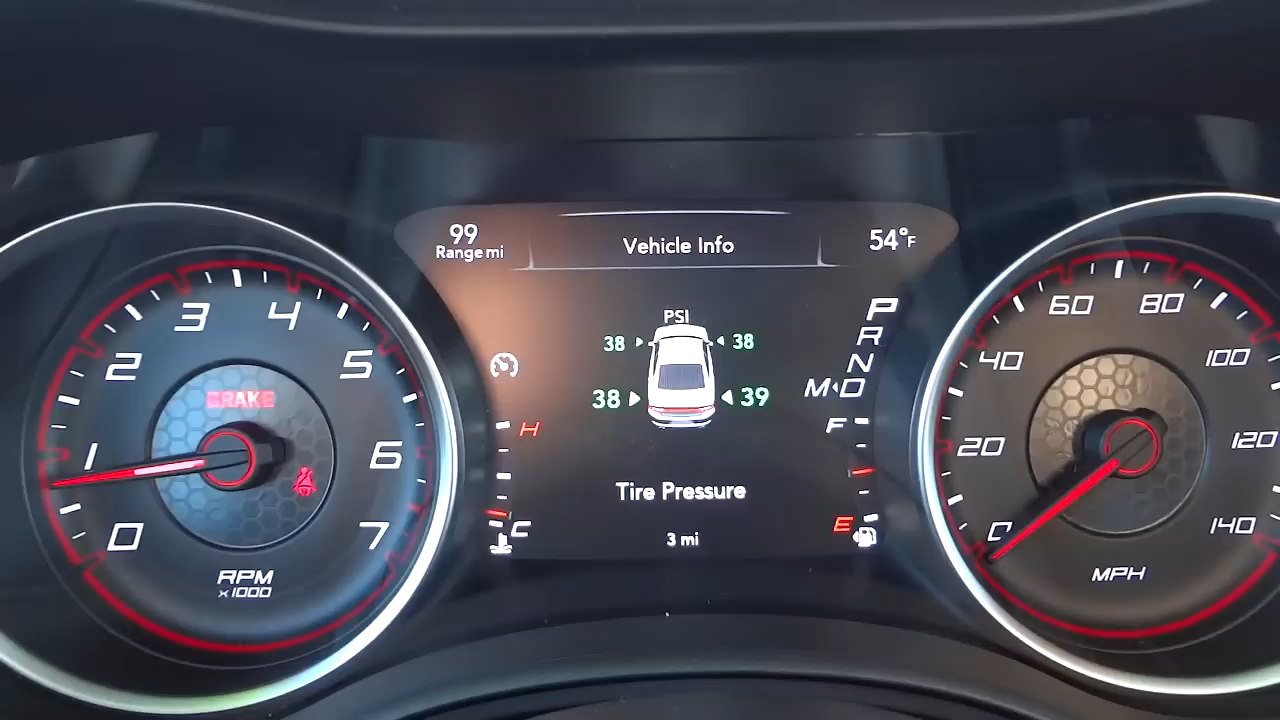 99
Range mi
Vehicle Info
54°F
PSI
38 38
38 39
Tire Pressure
3 mi
H
C
P
R
N
M D
F
E
0 1 2 3 4 5 6 7
BRAKE
RPM
x1000
0 20 40 60 80 100 120 140
MPH